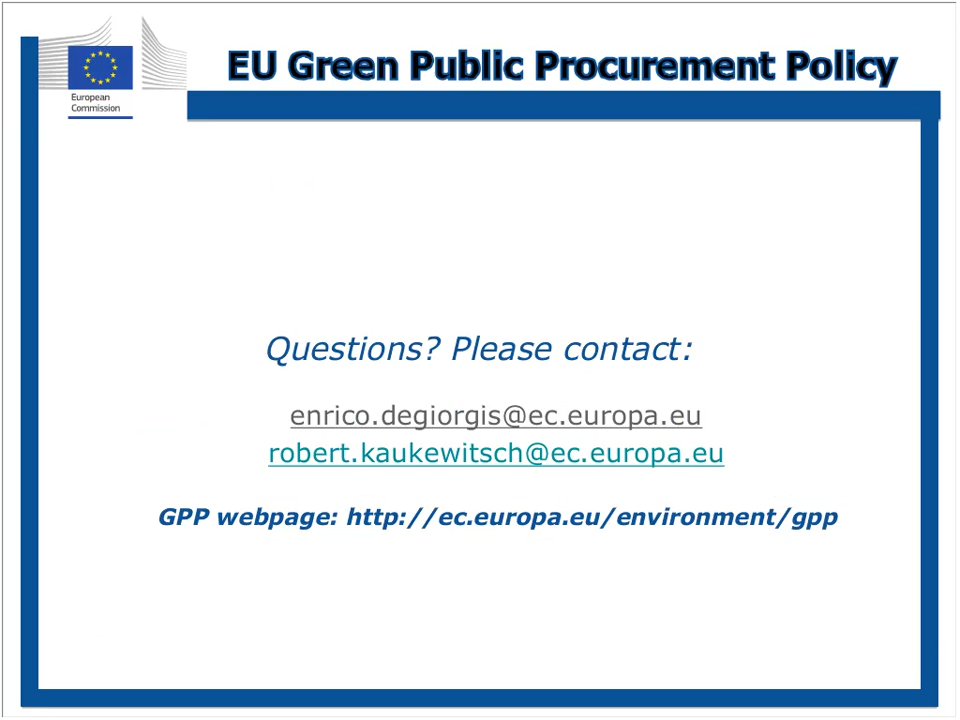 EU Green Public Procurement Policy
European
Commission
Questions? Please contact:
enrico.degiorgis@ec.europa.eu
robert.kaukewitsch@ec.europa.eu
GPP webpage: http://ec.europa.eu/environment/gpp